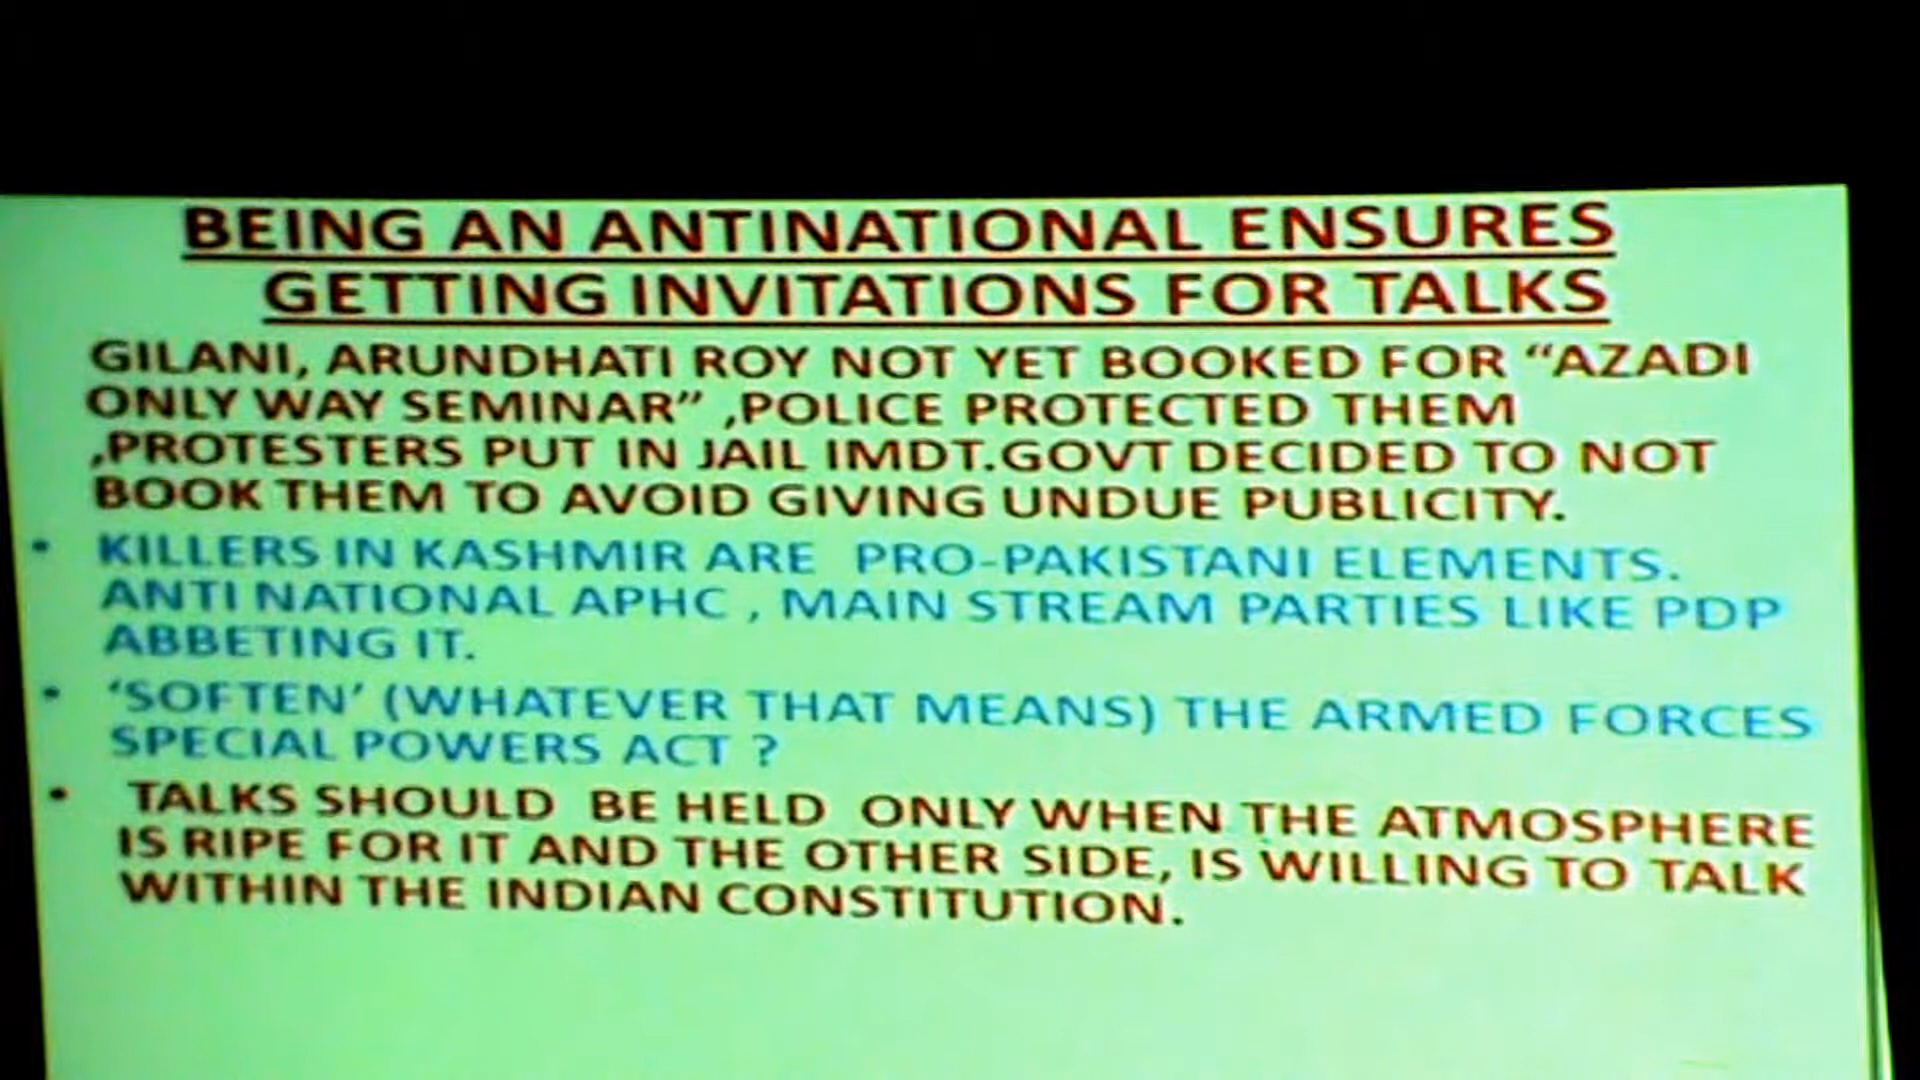 BEING AN ANTINATIONAL ENSURES
GETTING INVITATIONS FOR TALKS
GILANI, ARUNDHATI ROY NOT YET BOOKED FOR “AZADI
ONLY WAY SEMINAR” ,POLICE PROTECTED THEM
,PROTESTERS PUT IN JAIL IMDT.GOVT DECIDED TO NOT
BOOK THEM TO AVOID GIVING UNDUE PUBLICITY.
• KILLERS IN KASHMIR ARE PRO-PAKISTANI ELEMENTS.
ANTI NATIONAL APHC , MAIN STREAM PARTIES LIKE PDP
ABBETING IT.
• ‘SOFTEN’ (WHATEVER THAT MEANS) THE ARMED FORCES
SPECIAL POWERS ACT ?
• TALKS SHOULD BE HELD ONLY WHEN THE ATMOSPHERE
IS RIPE FOR IT AND THE OTHER SIDE, IS WILLING TO TALK
WITHIN THE INDIAN CONSTITUTION.